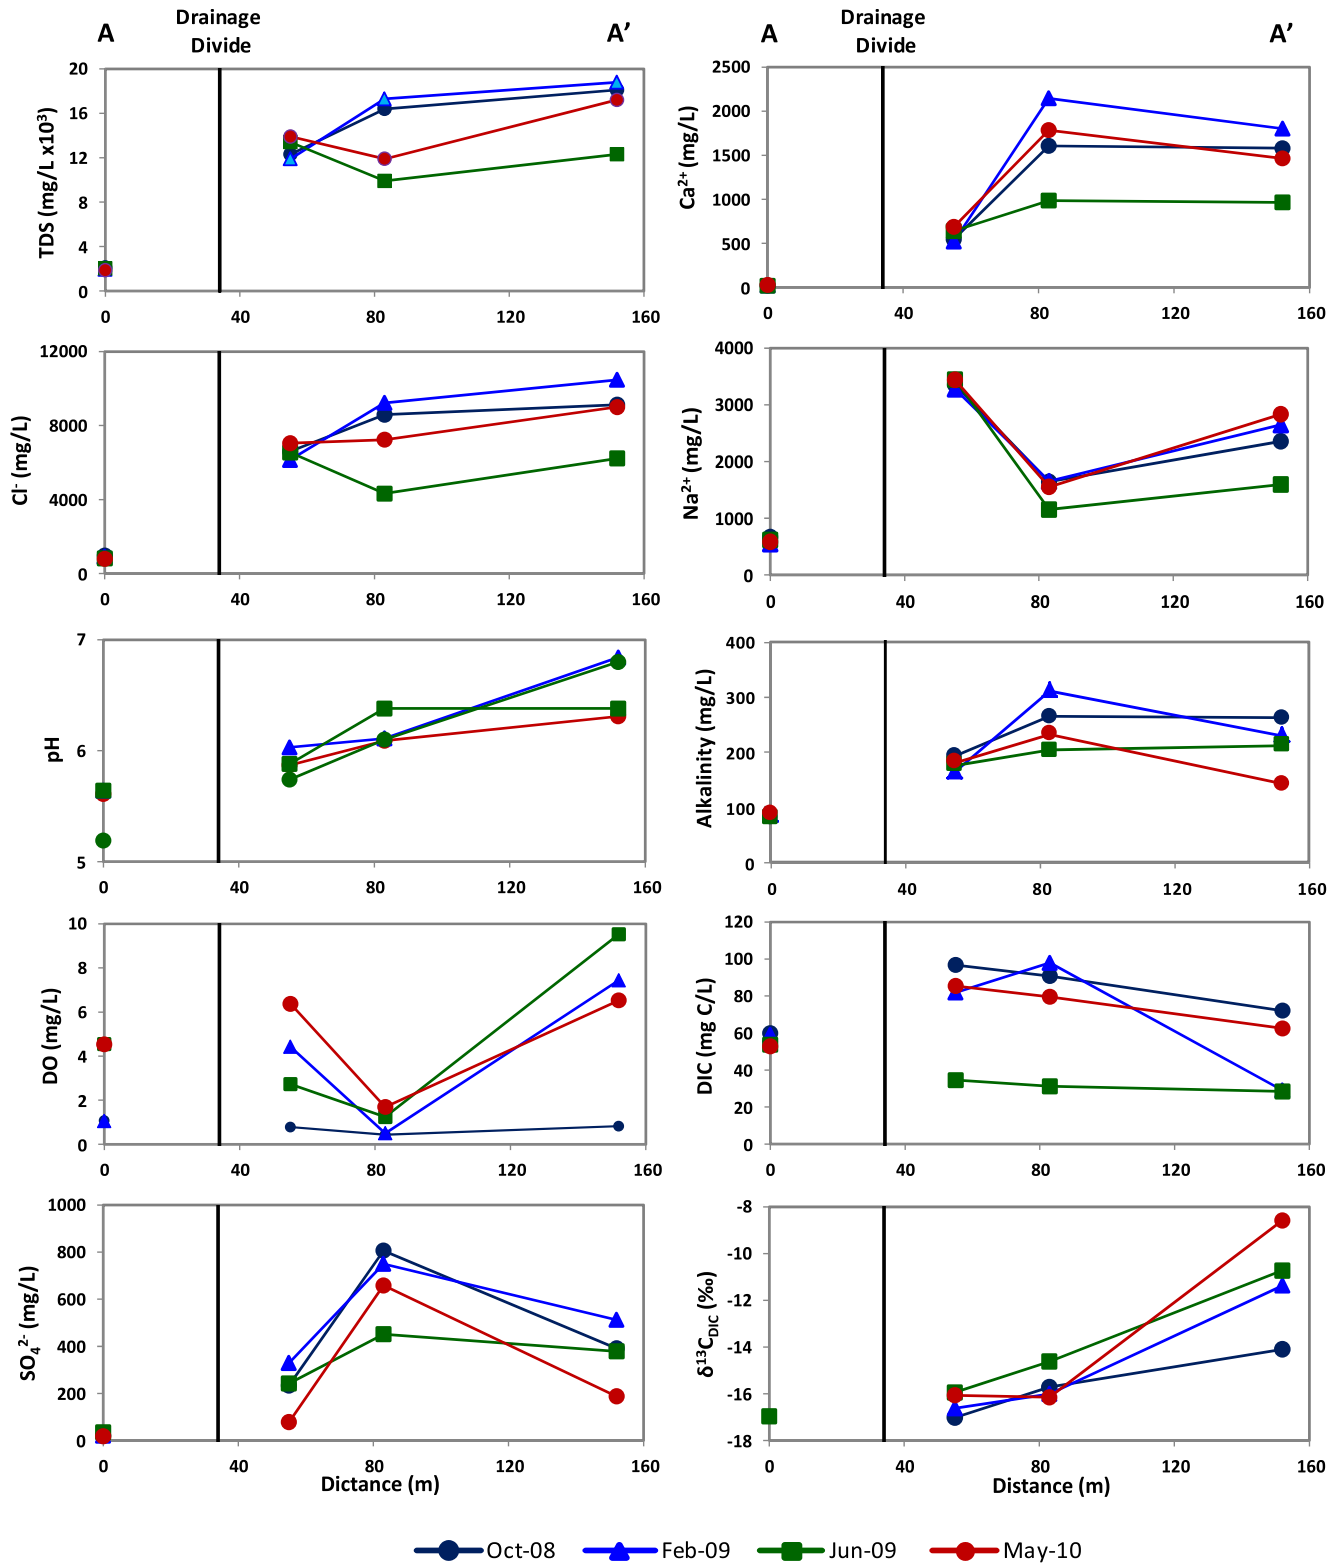 A Drainage Divide A’
A Drainage Divide A’
TDS (mg/L x10³)
20
16
12
8
4
0
0 40 80 120 160
Ca²⁺ (mg/L)
2500
2000
1500
1000
500
0
0 40 80 120 160
Cl⁻ (mg/L)
12000
8000
4000
0
0 40 80 120 160
Na²⁺ (mg/L)
4000
3000
2000
1000
0
0 40 80 120 160
pH
7
6
5
0 40 80 120 160
Alkalinity (mg/L)
400
300
200
100
0
0 40 80 120 160
DO (mg/L)
10
8
6
4
2
0
0 40 80 120 160
DIC (mg C/L)
120
100
80
60
40
20
0
0 40 80 120 160
SO₄²⁻ (mg/L)
1000
800
600
400
200
0
0 40 80 120 160
Dictance (m)
δ¹³C_DIC (‰)
-8
-10
-12
-14
-16
-18
0 40 80 120 160
Distance (m)
Oct-08 Feb-09 Jun-09 May-10